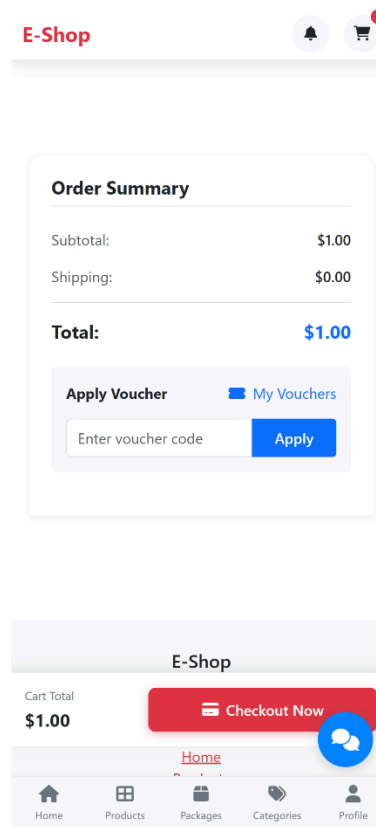 E-Shop
Order Summary
Subtotal: $1.00
Shipping: $0.00
Total: $1.00
Apply Voucher My Vouchers
Enter voucher code Apply
E-Shop
Cart Total
$1.00
Checkout Now
Home
Products
Home Products Packages Categories Profile